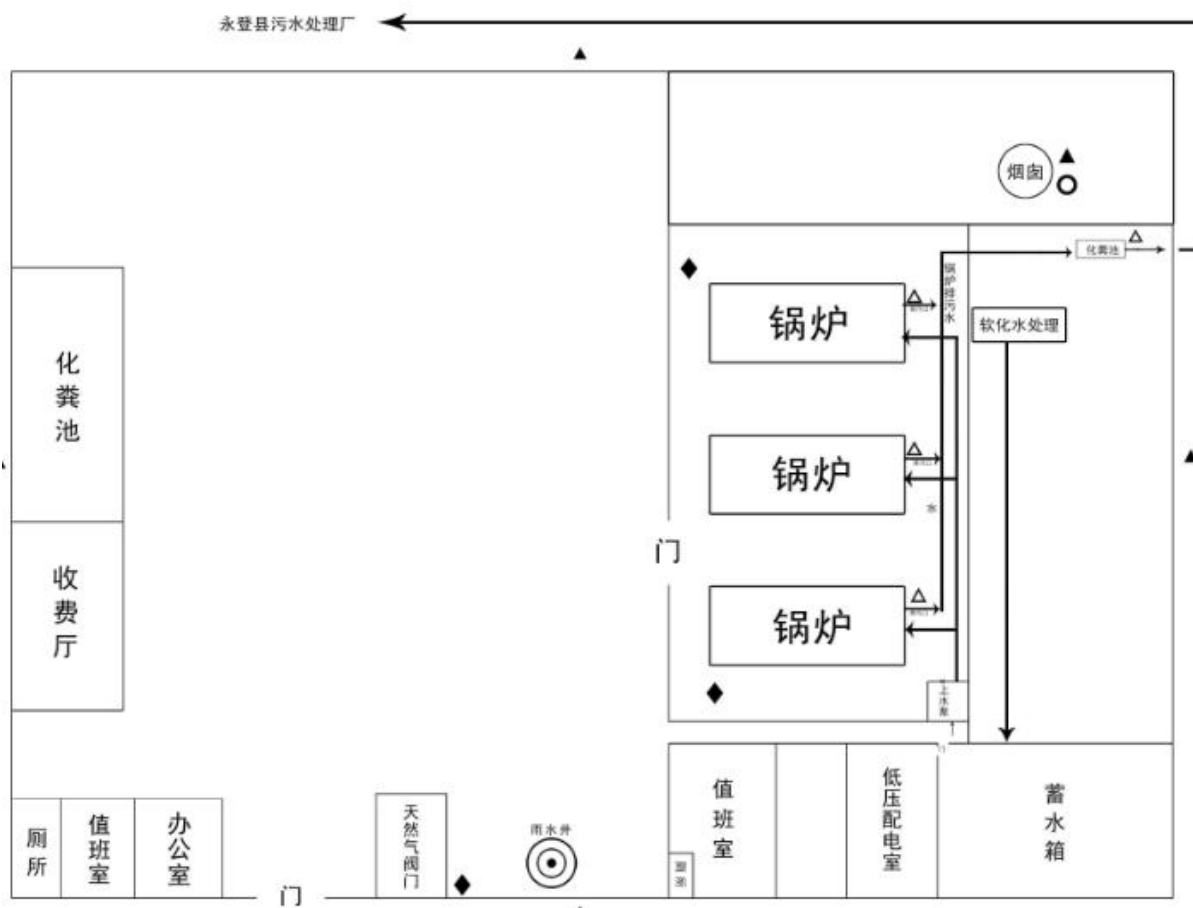 永登县污水处理厂
烟囱
化粪池
锅炉排污水
锅炉
软化水处理
化粪池
锅炉
水
门
收费厅
锅炉
上水泵
门
值班室
低压配电室
蓄水箱
厕所
值班室
办公室
天然气阀门
雨水井
门